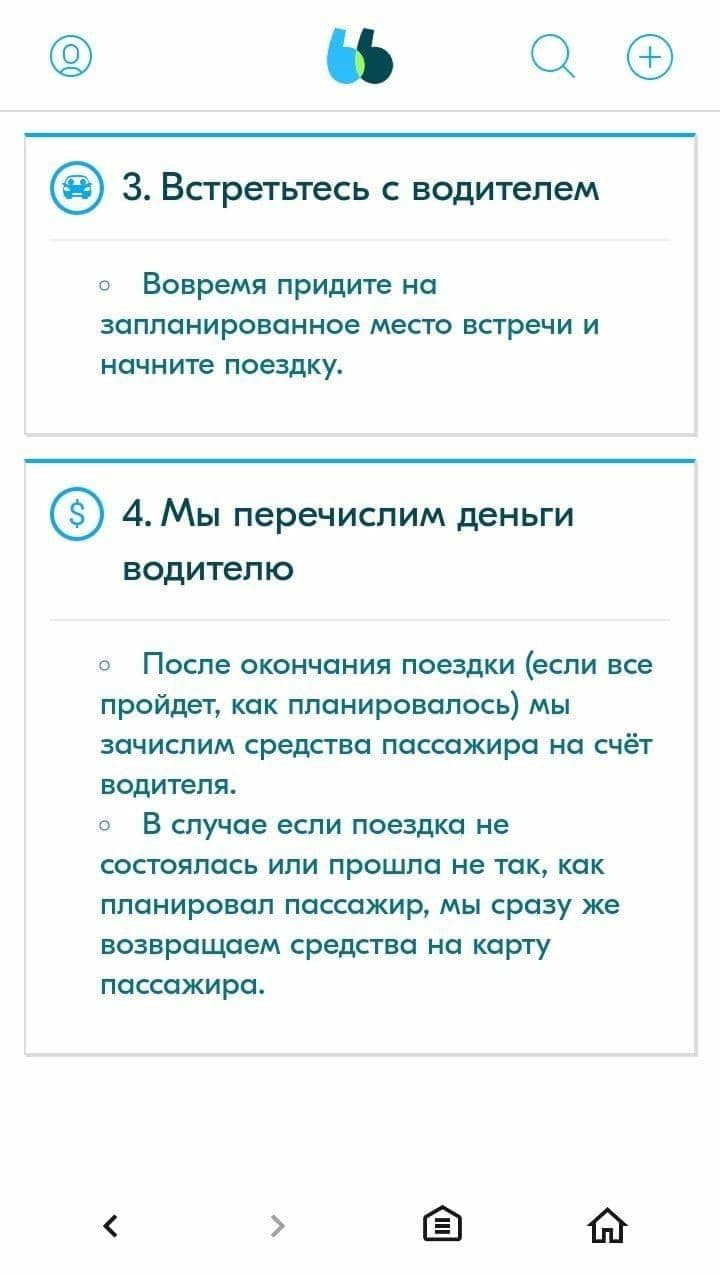 3. Встретьтесь с водителем
Вовремя придите на
запланированное место встречи и
начните поездку.
$
4. Мы перечислим деньги
водителю
После окончания поездки (если все
пройдет, как планировалось) мы
зачислим средства пассажира на счёт
водителя.
В случае если поездка не
состоялась или прошла не так, как
планировал пассажир, мы сразу же
возвращаем средства на карту
пассажира.